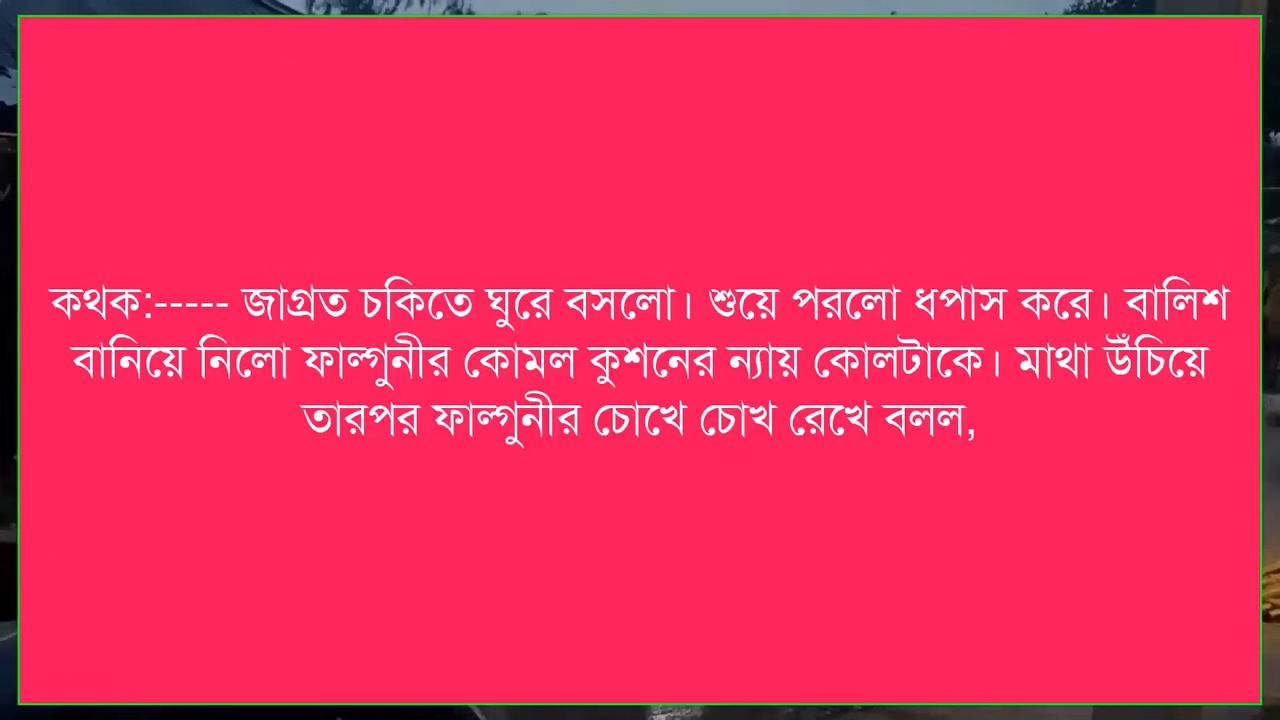 কথক:----- জাগ্রত চকিতে ঘুরে বসলো। শুয়ে পরলো ধপাস করে। বালিশ
বানিয়ে নিলো ফাল্গুনীর কোমল কুশনের ন্যায় কোলটাকে। মাথা উঁচিয়ে
তারপর ফাল্গুনীর চোখে চোখ রেখে বলল,